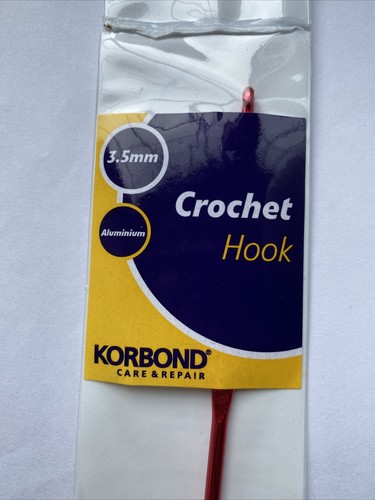 3.5mm
Crochet
Aluminium
Hook
KORBOND®
CARE & REPAIR